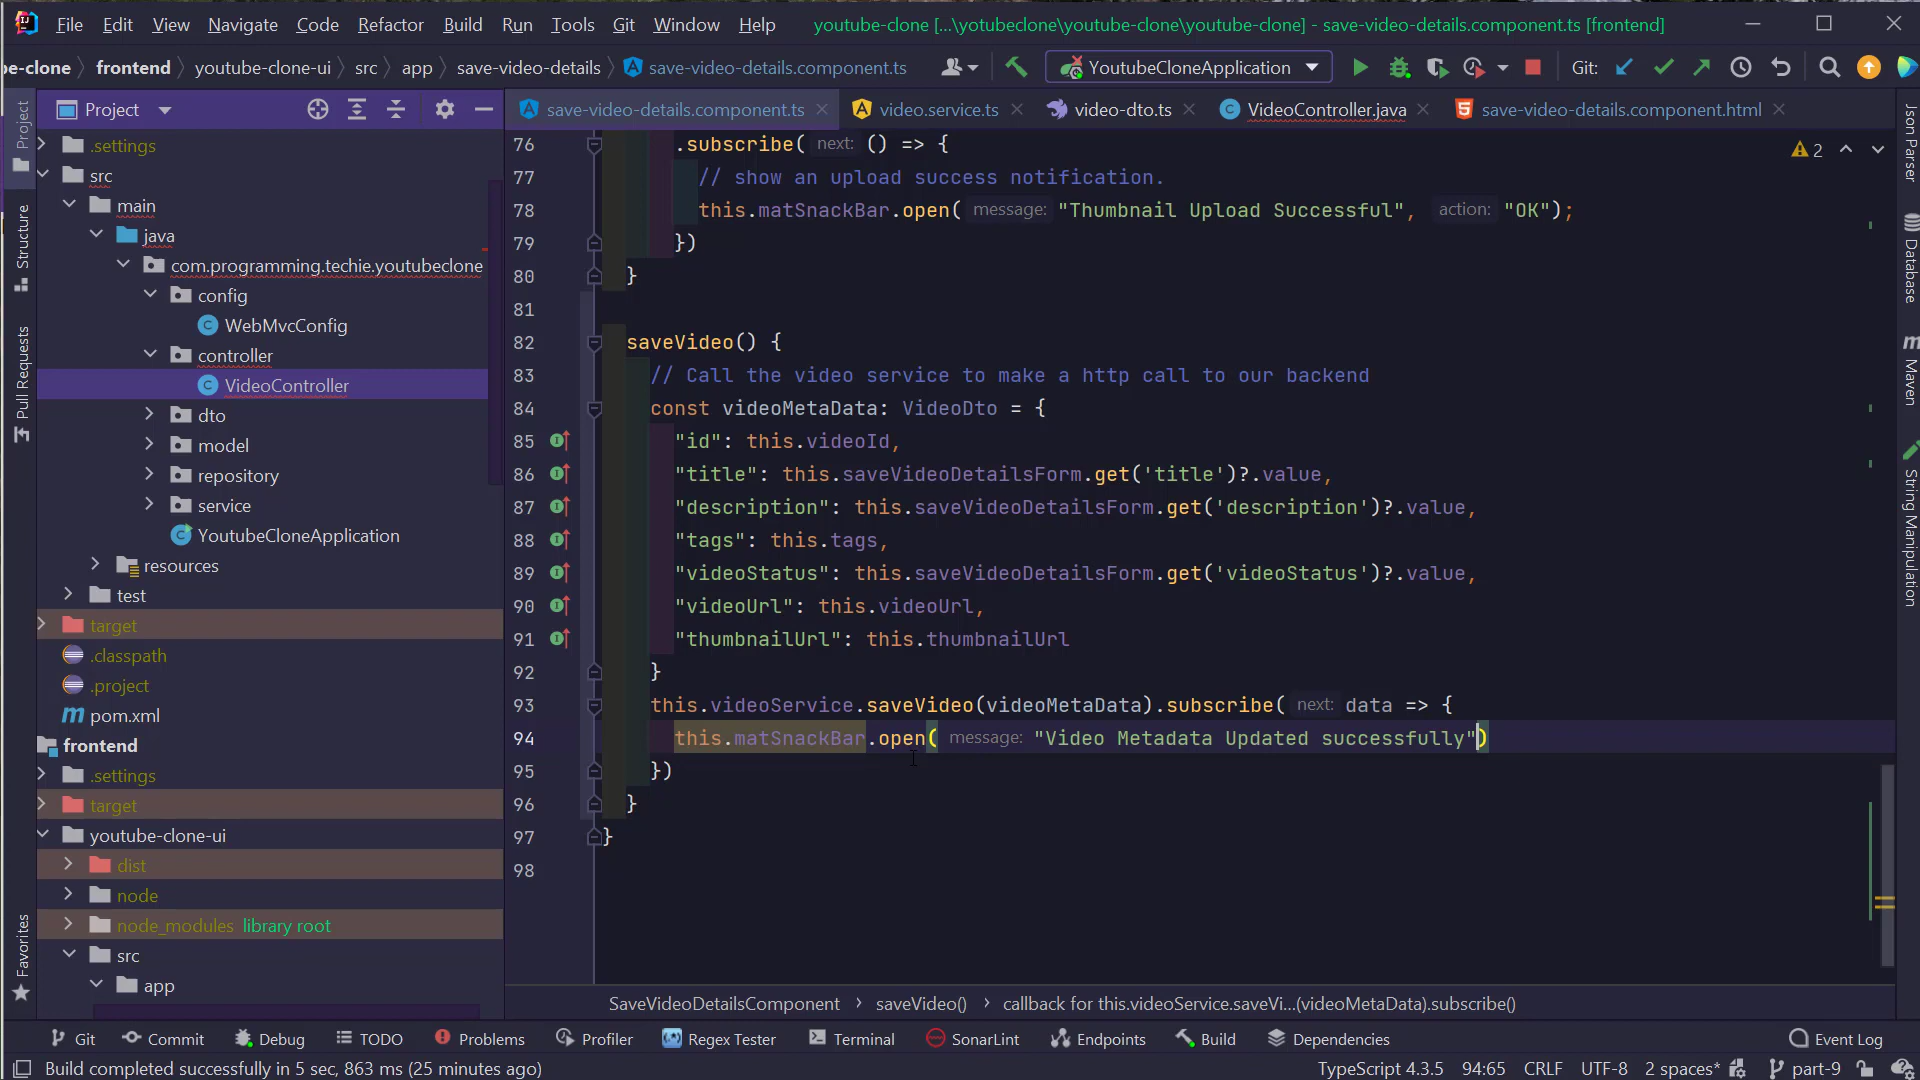 File Edit View Navigate Code Refactor Build Run Tools Git Window Help youtube-clone [...\yotubeclone\youtube-clone\youtube-clone] - save-video-details.component.ts [frontend]
be-clone frontend youtube-clone-ui src app save-video-details save-video-details.component.ts YoutubeCloneApplication Git:
Project
save-video-details.component.ts video.service.ts video-dto.ts VideoController.java save-video-details.component.html
Project
Structure
Pull Requests
Favorites
.settings
src
main
java
com.programming.techie.youtubeclone
config
WebMvcConfig
controller
VideoController
dto
model
repository
service
YoutubeCloneApplication
resources
test
target
.classpath
.project
pom.xml
frontend
.settings
target
youtube-clone-ui
dist
node
node_modules library root
src
app
76 .subscribe( next: () => {
77 // show an upload success notification.
78 this.matSnackBar.open( message: "Thumbnail Upload Successful", action: "OK");
79 })
80 }
81
82 saveVideo() {
83 // Call the video service to make a http call to our backend
84 const videoMetaData: VideoDto = {
85 "id": this.videoId,
86 "title": this.saveVideoDetailsForm.get('title')?.value,
87 "description": this.saveVideoDetailsForm.get('description')?.value,
88 "tags": this.tags,
89 "videoStatus": this.saveVideoDetailsForm.get('videoStatus')?.value,
90 "videoUrl": this.videoUrl,
91 "thumbnailUrl": this.thumbnailUrl
92 }
93 this.videoService.saveVideo(videoMetaData).subscribe( next: data => {
94 this.matSnackBar.open( message: "Video Metadata Updated successfully")
95 })
96 }
97 }
98
2
Json Parser
Database
m Maven
String Manipulation
SaveVideoDetailsComponent › saveVideo() › callback for this.videoService.saveVi...(videoMetaData).subscribe()
Git Commit Debug TODO Problems Profiler Regex Tester Terminal SonarLint Endpoints Build Dependencies Event Log
Build completed successfully in 5 sec, 863 ms (25 minutes ago) TypeScript 4.3.5 94:65 CRLF UTF-8 2 spaces* part-9